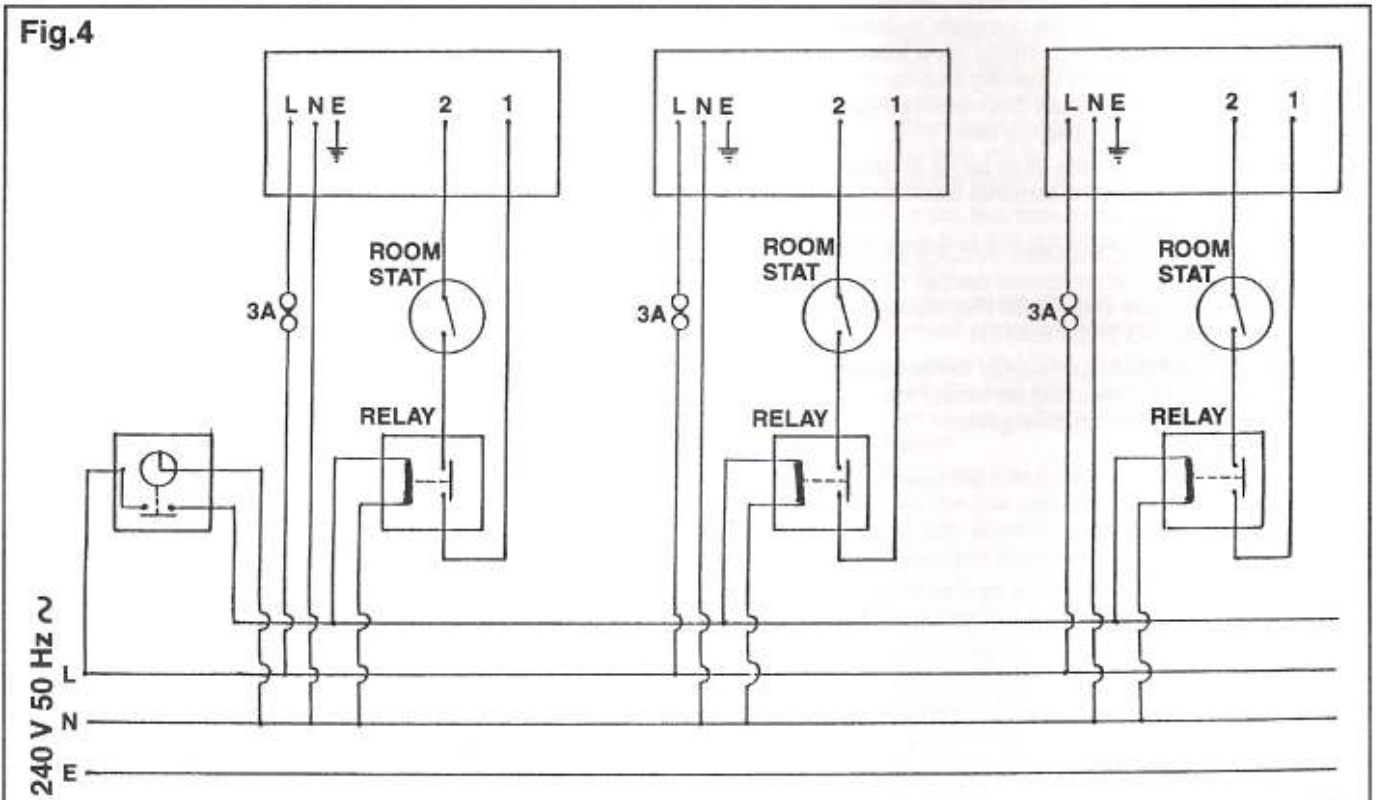 Fig.4
L N E 2 1
L N E 2 1
L N E 2 1
ROOM
STAT
ROOM
STAT
ROOM
STAT
3A
3A
3A
RELAY
RELAY
RELAY
240 V 50 Hz ~
L
N
E